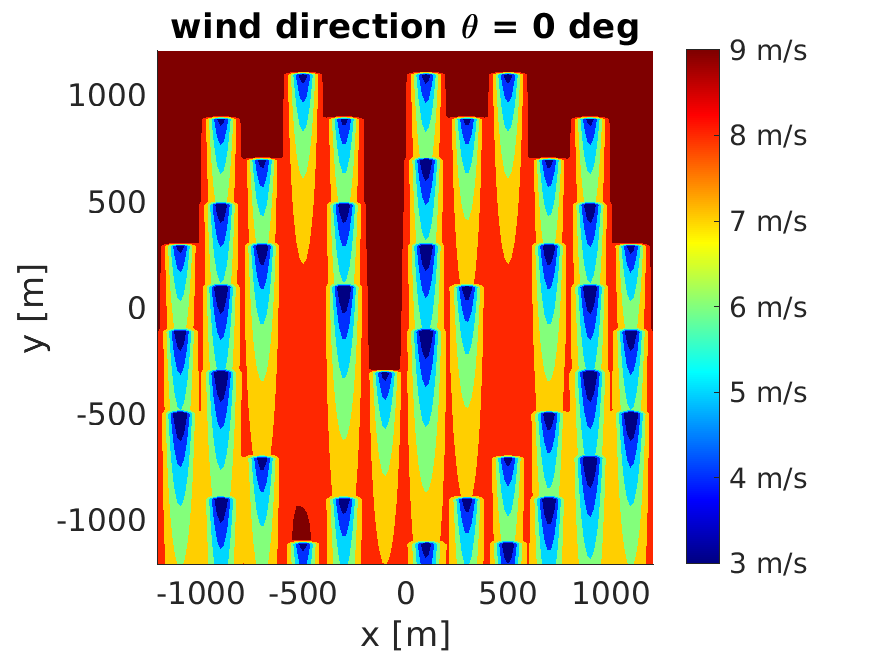 wind direction θ = 0 deg
y [m]
1000
500
0
-500
-1000
-1000 -500 0 500 1000
x [m]
9 m/s
8 m/s
7 m/s
6 m/s
5 m/s
4 m/s
3 m/s